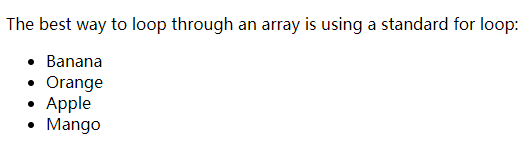 The best way to loop through an array is using a standard for loop:
• Banana
• Orange
• Apple
• Mango